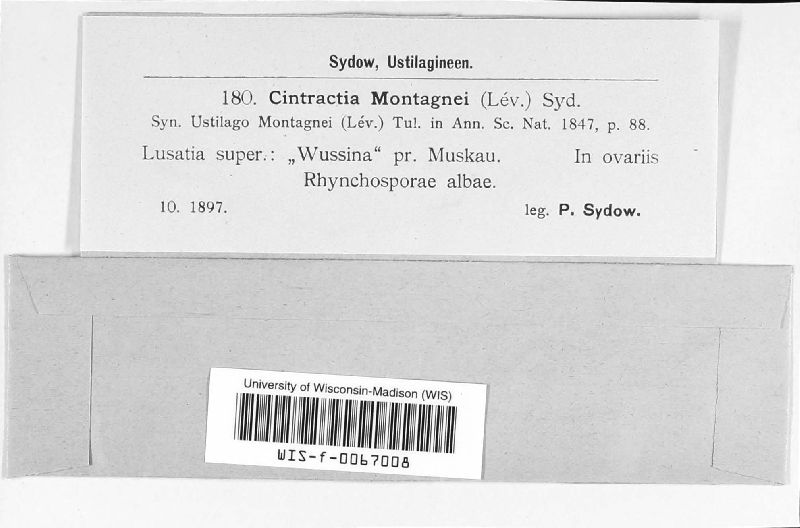 Sydow, Ustilagineen.
180. Cintractia Montagnei (Lév.) Syd.
Syn. Ustilago Montagnei (Lév.) Tul. in Ann. Sc. Nat. 1847, p. 88.
Lusatia super.: „Wussina“ pr. Muskau. In ovariis
Rhynchosporae albae.
10. 1897. leg. P. Sydow.
University of Wisconsin-Madison (WIS)
WIS-f-0067008